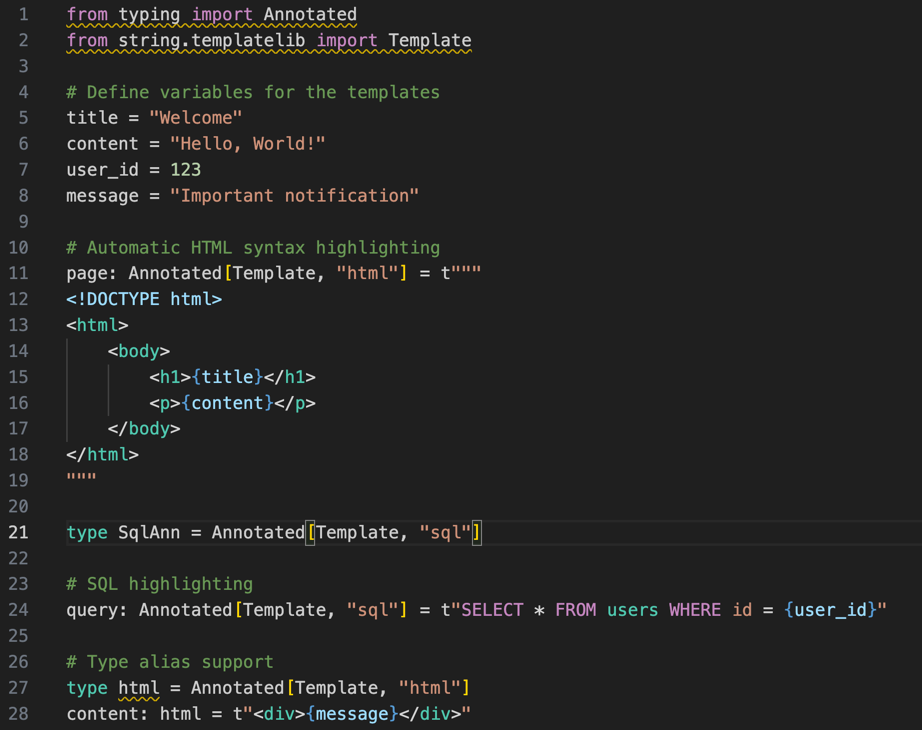 1 from typing import Annotated
2 from string.templatelib import Template
3
4 # Define variables for the templates
5 title = "Welcome"
6 content = "Hello, World!"
7 user_id = 123
8 message = "Important notification"
9
10 # Automatic HTML syntax highlighting
11 page: Annotated[Template, "html"] = t"""
12 <!DOCTYPE html>
13 <html>
14     <body>
15         <h1>{title}</h1>
16         <p>{content}</p>
17     </body>
18 </html>
19 """
20
21 type SqlAnn = Annotated[Template, "sql"]
22
23 # SQL highlighting
24 query: Annotated[Template, "sql"] = t"SELECT * FROM users WHERE id = {user_id}"
25
26 # Type alias support
27 type html = Annotated[Template, "html"]
28 content: html = t"<div>{message}</div>"